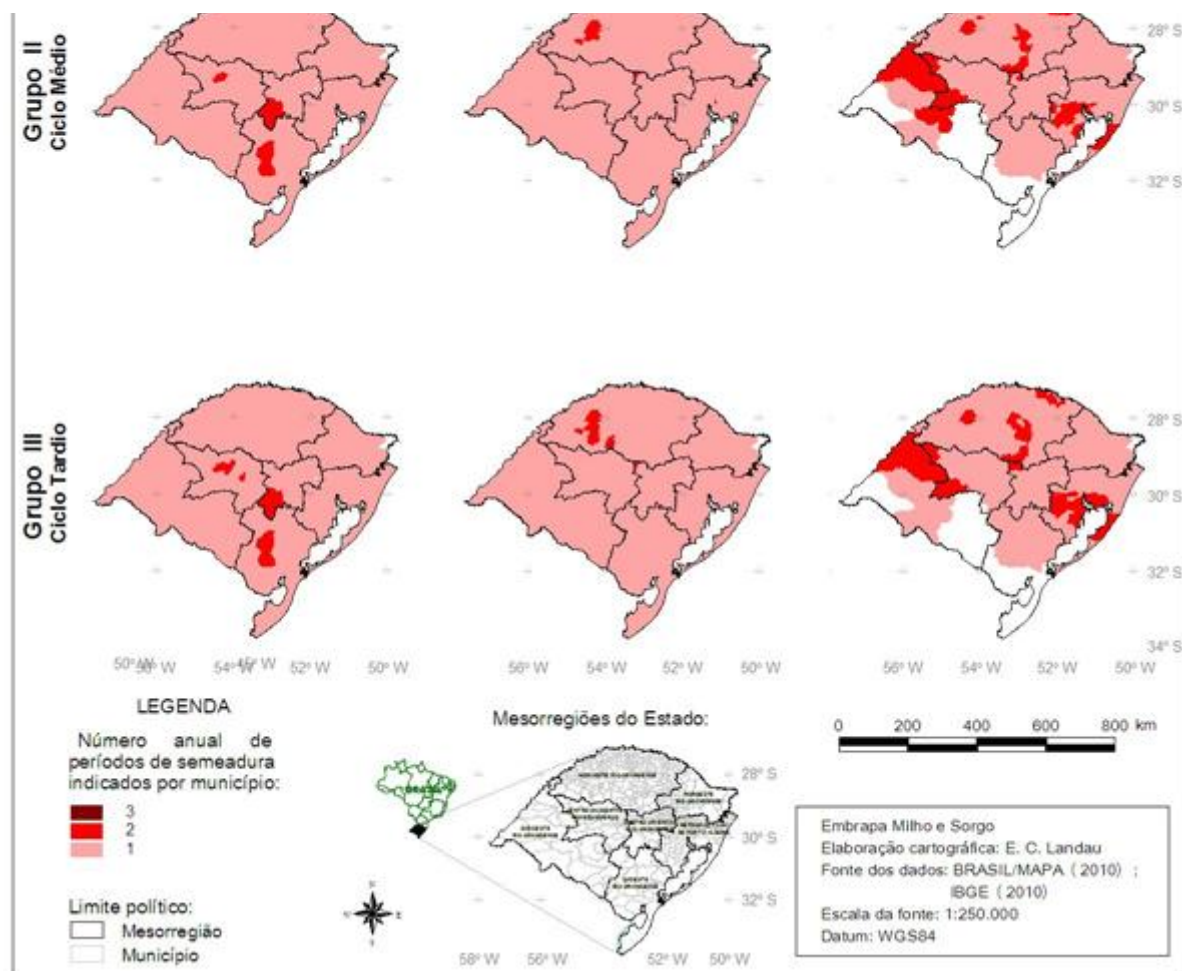 Grupo II
Ciclo Médio
28° S
30° S
32° S
Grupo III
Ciclo Tardio
28° S
30° S
32° S
34° S
54° W
52° W
50° W
56° W
54° W
52° W
50° W
56° W
54° W
52° W
50° W
LEGENDA
Número anual de
períodos de semeadura
indicados por município:
3
2
1
Limite político:
Mesorregião
Município
Mesorregiões do Estado:
BRASIL
28° S
30° S
32° S
58° W
56° W
54° W
52° W
50° W
0 200 400 600 800 km
Embrapa Milho e Sorgo
Elaboração cartográfica: E. C. Landau
Fonte dos dados: BRASIL/MAPA ( 2010) ;
IBGE ( 2010)
Escala da fonte: 1:250.000
Datum: WGS84